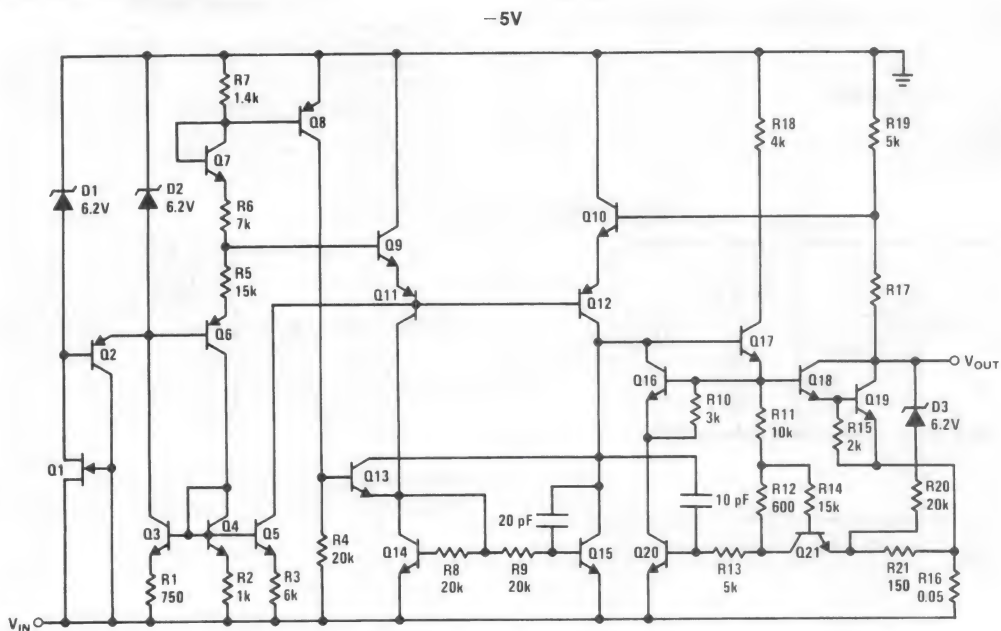 −5V
R7
1.4k
Q8
R18
4k
R19
5k
Q7
D1
6.2V
D2
6.2V
R6
7k
Q9
Q10
R5
15k
Q11
Q12
R17
Q2
Q6
Q17
VOUT
Q16
Q18
Q19
R10
3k
R11
10k
R15
2k
D3
6.2V
Q1
Q13
20 pF
10 pF
R12
600
R14
15k
R20
20k
Q3
Q4
Q5
R4
20k
Q14
R8
20k
R9
20k
Q15
Q20
R13
5k
Q21
R21
150
R16
0.05
R1
750
R2
1k
R3
6k
VIN